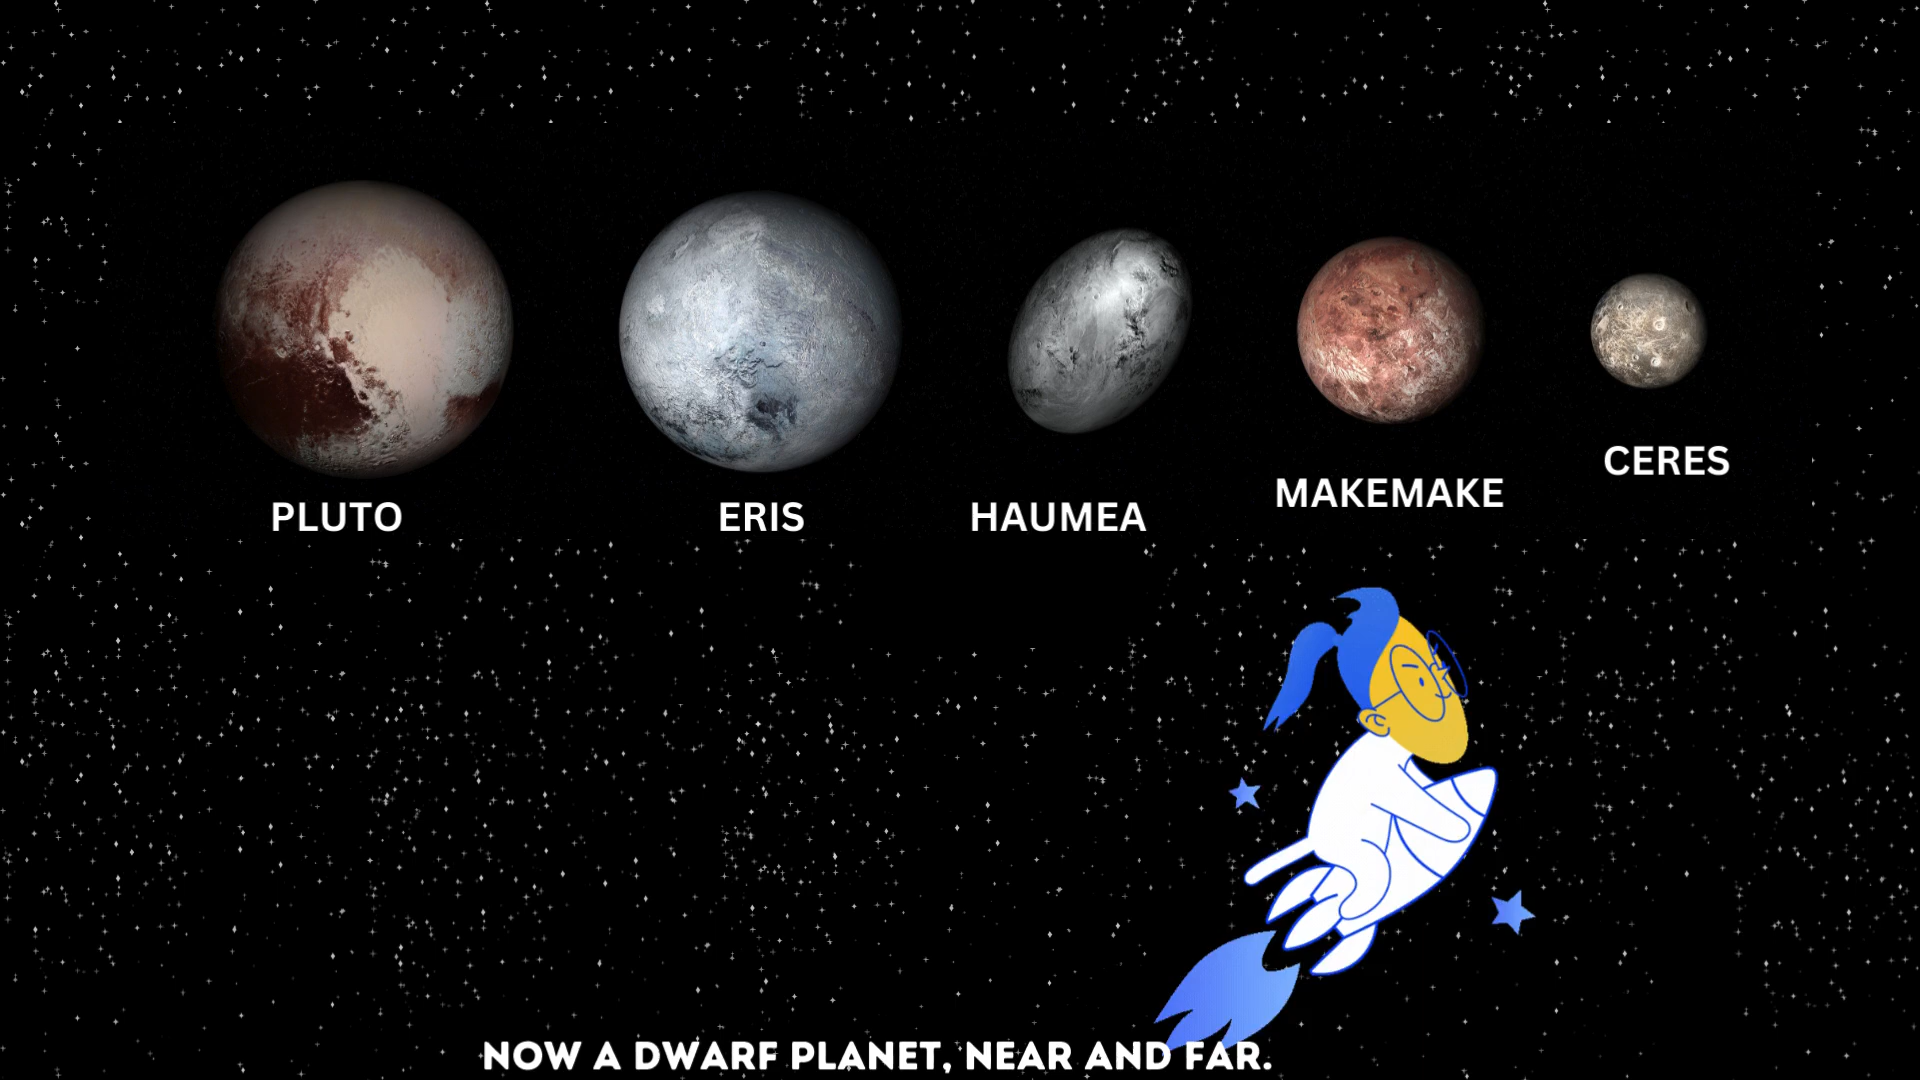 PLUTO
ERIS
HAUMEA
MAKEMAKE
CERES
NOW A DWARF PLANET, NEAR AND FAR.